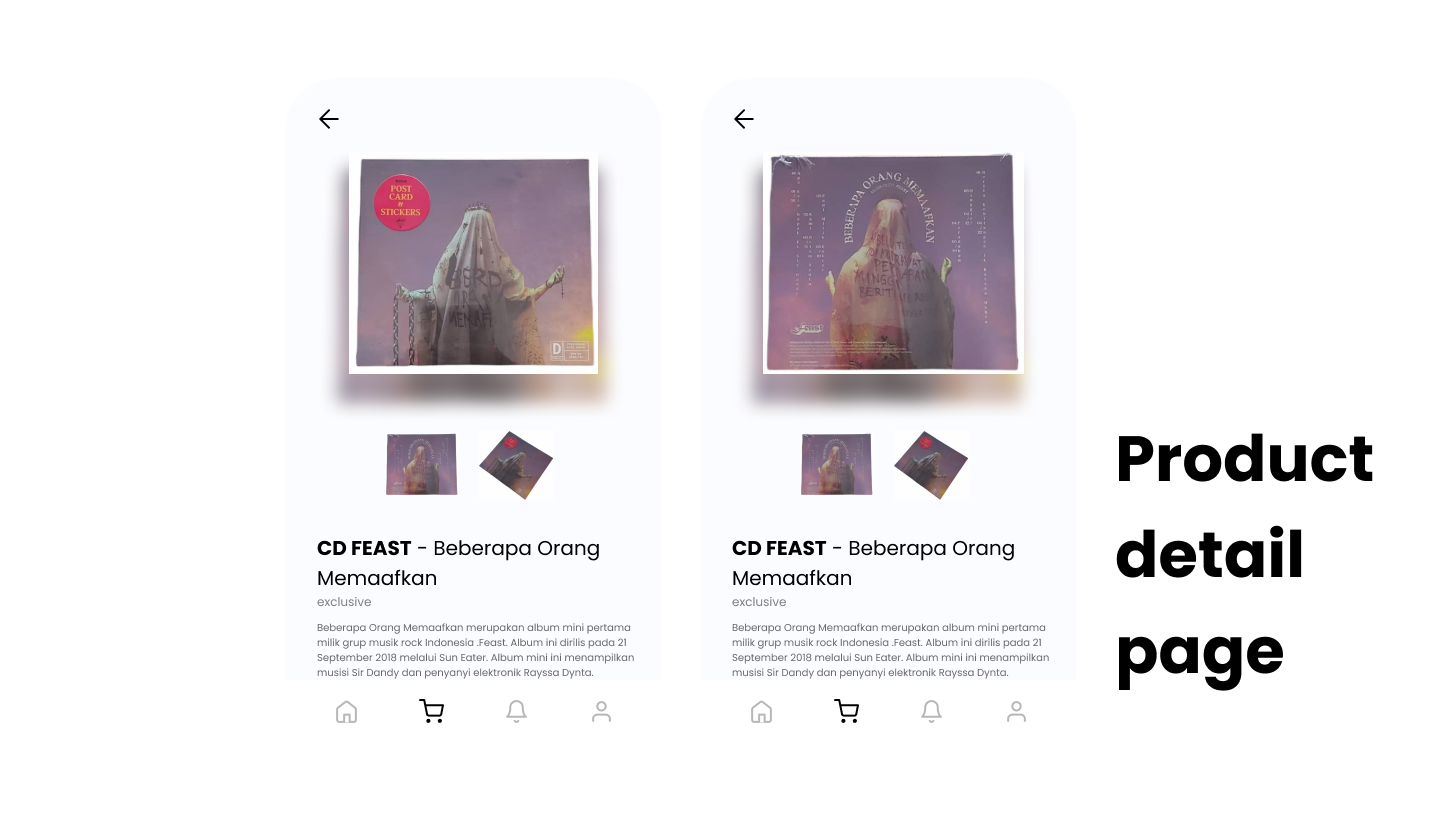 POST
CARD
#
STICKERS
CD FEAST - Beberapa Orang
Memaafkan
exclusive
Beberapa Orang Memaafkan merupakan album mini pertama
milik grup musik rock Indonesia .Feast. Album ini dirilis pada 21
September 2018 melalui Sun Eater. Album mini ini menampilkan
musisi Sir Dandy dan penyanyi elektronik Rayssa Dynta.
BEBERAPA ORANG MEMAAFKAN
CD FEAST - Beberapa Orang
Memaafkan
exclusive
Beberapa Orang Memaafkan merupakan album mini pertama
milik grup musik rock Indonesia .Feast. Album ini dirilis pada 21
September 2018 melalui Sun Eater. Album mini ini menampilkan
musisi Sir Dandy dan penyanyi elektronik Rayssa Dynta.
Product
detail
page